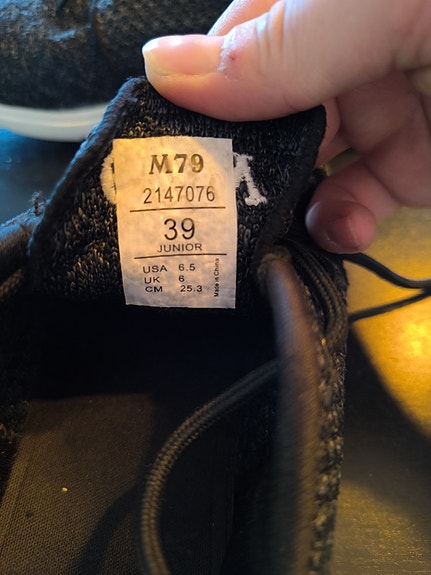 M79
2147076
39
JUNIOR
USA 6.5
UK 6
CM 25.3
Made in China